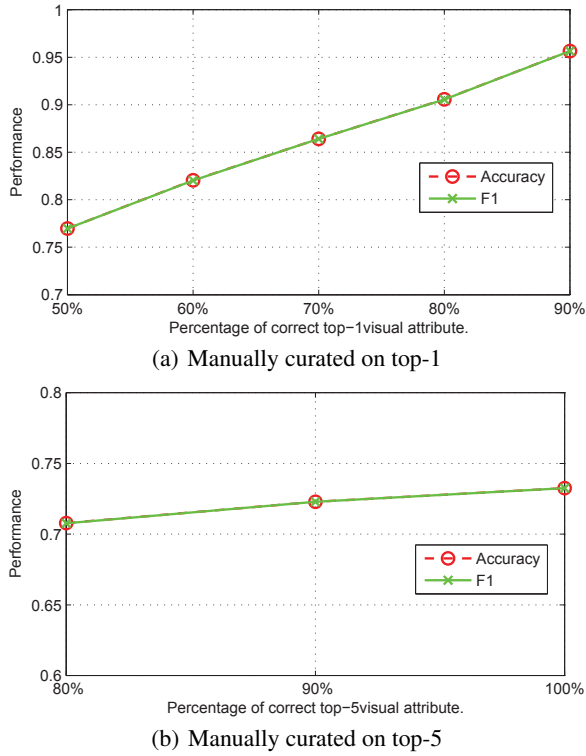 1
0.95
0.9
0.85
0.8
0.75
0.7
Performance
Accuracy
F1
50% 60% 70% 80% 90%
Percentage of correct top−1visual attribute.
(a) Manually curated on top-1
0.8
0.75
0.7
0.65
0.6
Performance
Accuracy
F1
80% 90% 100%
Percentage of correct top−5visual attribute.
(b) Manually curated on top-5